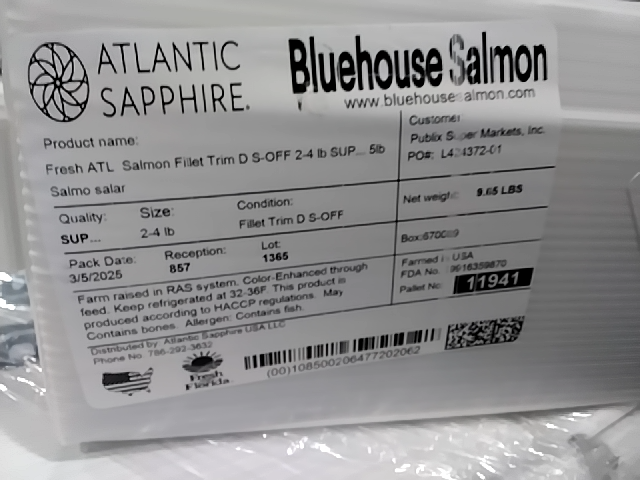 ATLANTIC
SAPPHIRE.
Bluehouse Salmon
www.bluehousesalmon.com
Product name:
Fresh ATL Salmon Fillet Trim D S-OFF 2-4 lb SUP... 5lb
Salmo salar
Customer
Publix Super Markets, Inc.
PO#:
Quality:
SUP...
Size:
2-4 lb
Condition:
Fillet Trim D S-OFF
Net weight:
9.65 LBS
Pack Date:
3/5/2025
Reception:
857
Lot:
1365
Farmed in USA
FDA No.
Pallet No: 11941
Farm raised in RAS system. Color-Enhanced through
feed. Keep refrigerated at 32-36F. This product is
produced according to HACCP regulations. May
Contains bones. Allergen: Contains fish.
Distributed by Atlantic Sapphire USA LLC
Phone No. 786-292-3632
Fresh
Florida
(00)108500206477202062